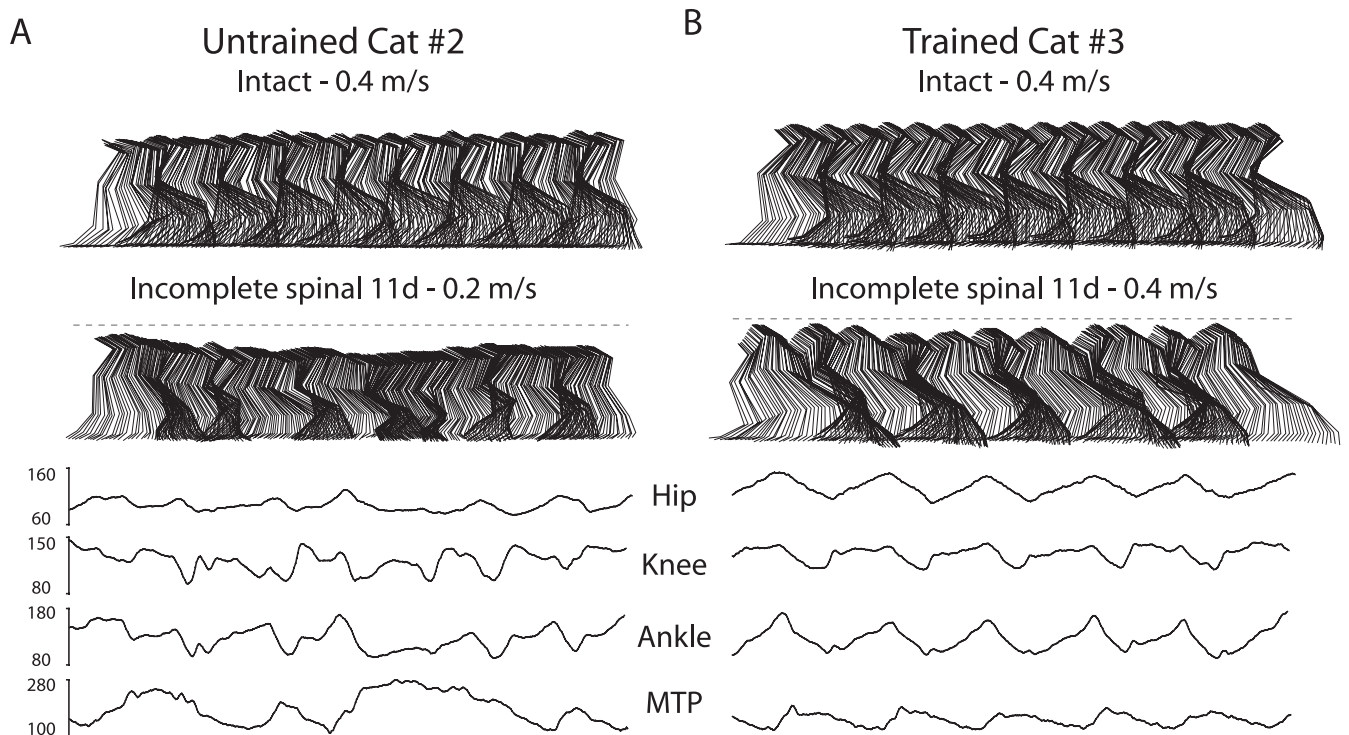 A
Untrained Cat #2
Intact - 0.4 m/s
Incomplete spinal 11d - 0.2 m/s
B
Trained Cat #3
Intact - 0.4 m/s
Incomplete spinal 11d - 0.4 m/s
160
60
Hip
150
80
Knee
180
80
Ankle
280
100
MTP